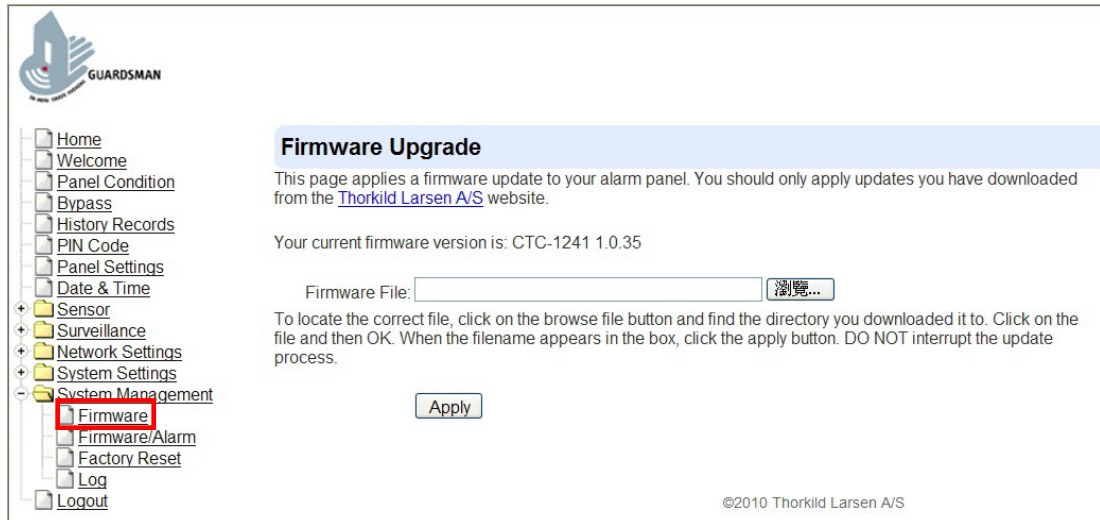 GUARDSMAN
Home
Welcome
Panel Condition
Bypass
History Records
PIN Code
Panel Settings
Date & Time
Sensor
Surveillance
Network Settings
System Settings
System Management
Firmware
Firmware/Alarm
Factory Reset
Log
Logout
Firmware Upgrade
This page applies a firmware update to your alarm panel. You should only apply updates you have downloaded
from the Thorkild Larsen A/S website.
Your current firmware version is: CTC-1241 1.0.35
Firmware File: 瀏覽...
To locate the correct file, click on the browse file button and find the directory you downloaded it to. Click on the
file and then OK. When the filename appears in the box, click the apply button. DO NOT interrupt the update
process.
Apply
©2010 Thorkild Larsen A/S